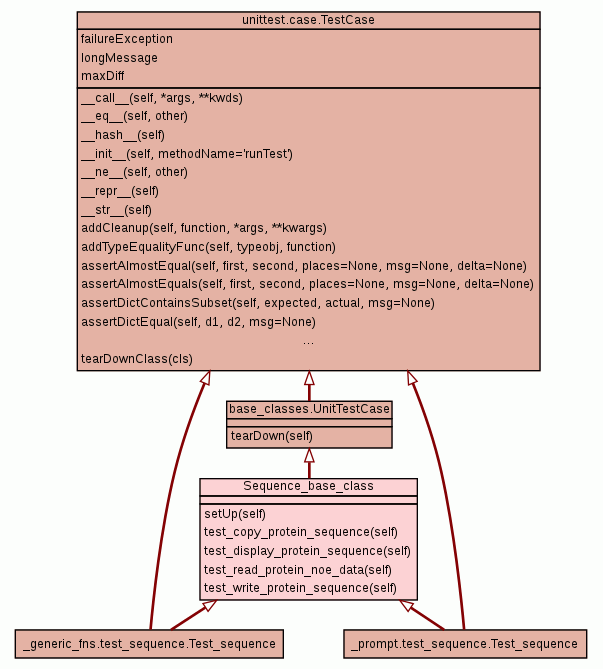 unittest.case.TestCase
failureException
longMessage
maxDiff
__call__(self, *args, **kwds)
__eq__(self, other)
__hash__(self)
__init__(self, methodName='runTest')
__ne__(self, other)
__repr__(self)
__str__(self)
addCleanup(self, function, *args, **kwargs)
addTypeEqualityFunc(self, typeobj, function)
assertAlmostEqual(self, first, second, places=None, msg=None, delta=None)
assertAlmostEquals(self, first, second, places=None, msg=None, delta=None)
assertDictContainsSubset(self, expected, actual, msg=None)
assertDictEqual(self, d1, d2, msg=None)
...
tearDownClass(cls)
base_classes.UnitTestCase
tearDown(self)
Sequence_base_class
setUp(self)
test_copy_protein_sequence(self)
test_display_protein_sequence(self)
test_read_protein_noe_data(self)
test_write_protein_sequence(self)
_generic_fns.test_sequence.Test_sequence
_prompt.test_sequence.Test_sequence